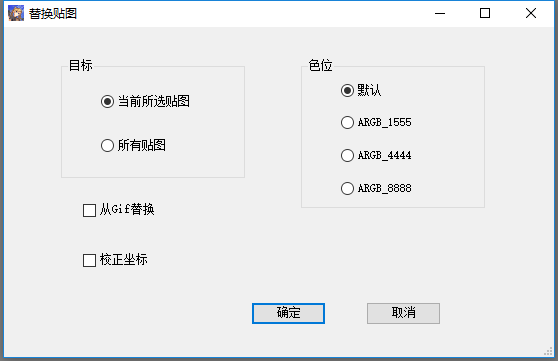 替换贴图
目标
当前所选贴图
所有贴图
色位
默认
ARGB_1555
ARGB_4444
ARGB_8888
从Gif替换
校正坐标
确定
取消